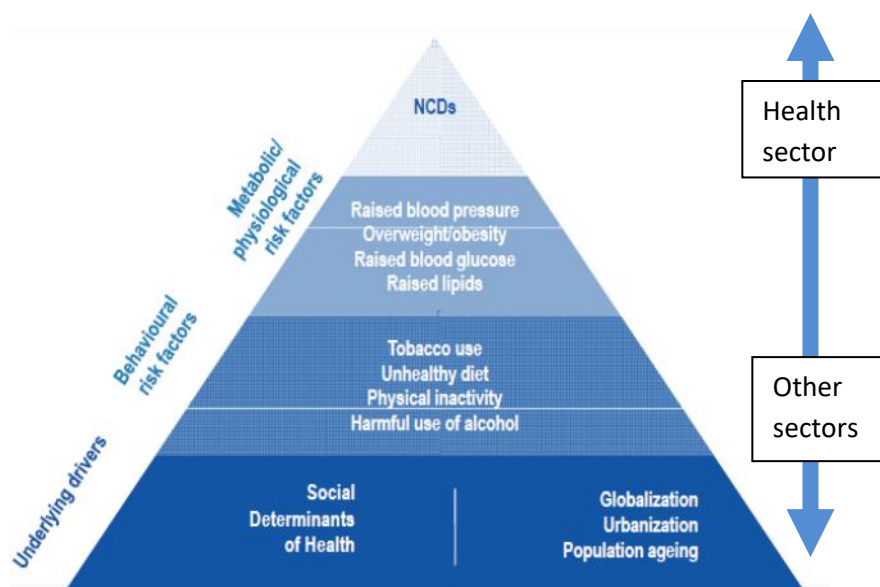 NCDs
Metabolic/
physiological
risk factors
Raised blood pressure
Overweight/obesity
Raised blood glucose
Raised lipids
Behavioural
risk factors
Tobacco use
Unhealthy diet
Physical inactivity
Harmful use of alcohol
Underlying drivers
Social
Determinants
of Health
Globalization
Urbanization
Population ageing
Health
sector
Other
sectors